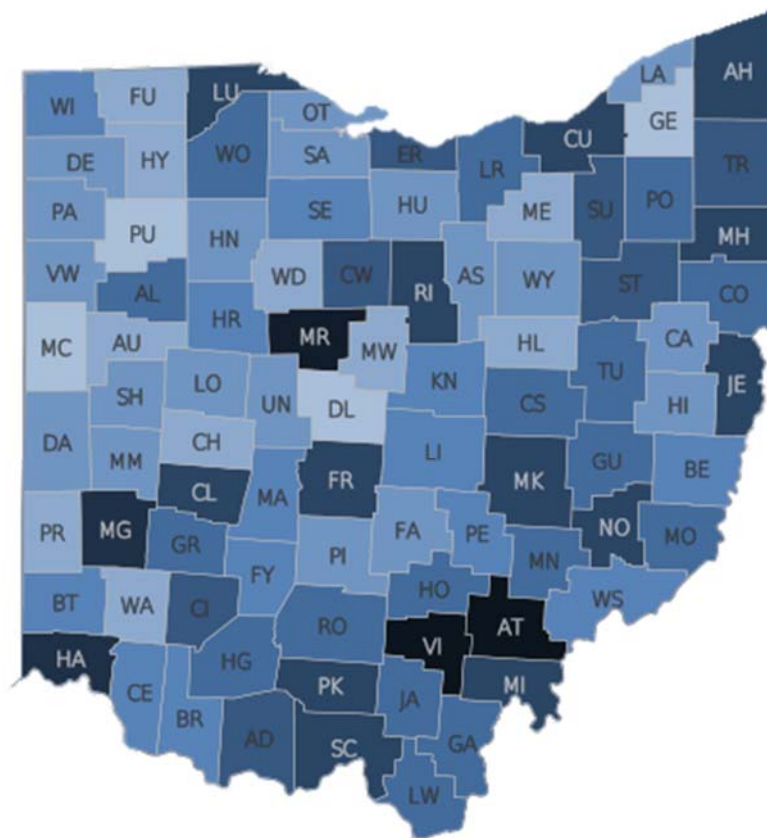 AH
LA
LU
FU
WI
GE
OT
CU
WO
SA
ER
HY
DE
TR
LR
PO
HU
SU
SE
PA
ME
PU
HN
MH
VW
WD
CW
AS
WY
ST
RI
AL
CO
HR
MR
CA
HL
AU
MW
MC
TU
KN
LO
JE
SH
UN
DL
CS
HI
CH
DA
LI
MM
GU
BE
FR
MK
CL
MA
MG
FA
NO
PR
PE
MO
GR
PI
MN
FY
HO
WS
BT
WA
CI
RO
AT
VI
HA
HG
PK
MI
CE
JA
BR
AD
GA
SC
LW